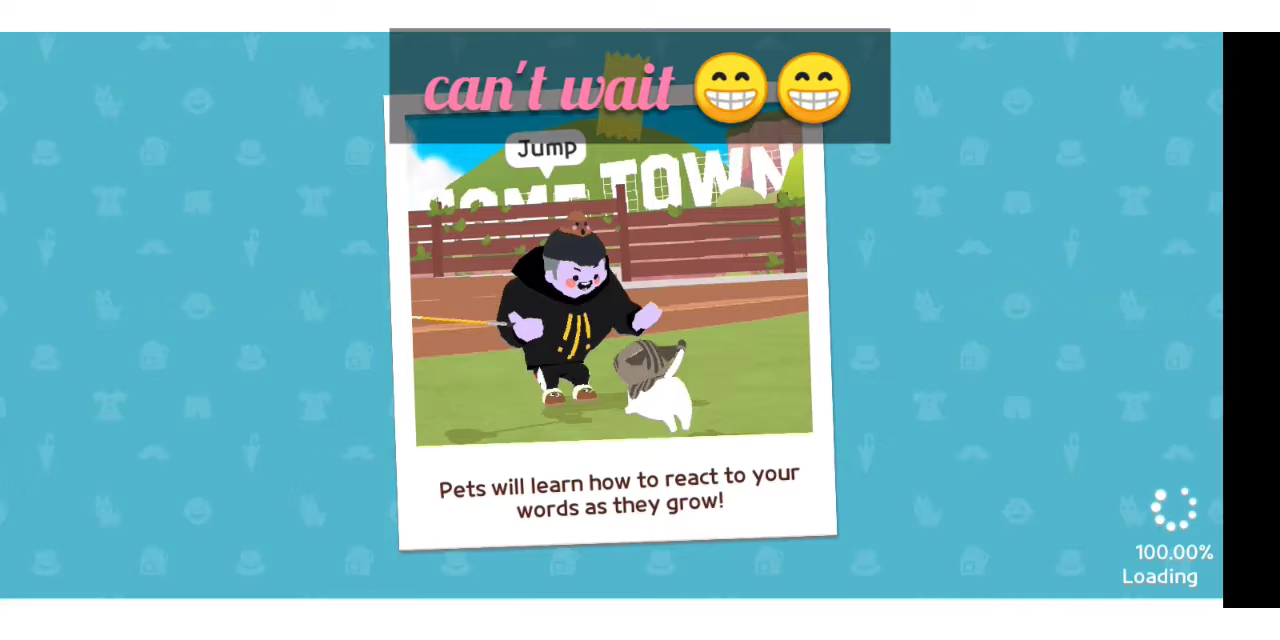 can't wait 😁😁
Jump
TOWN
Pets will learn how to react to your
words as they grow!
100.00%
Loading